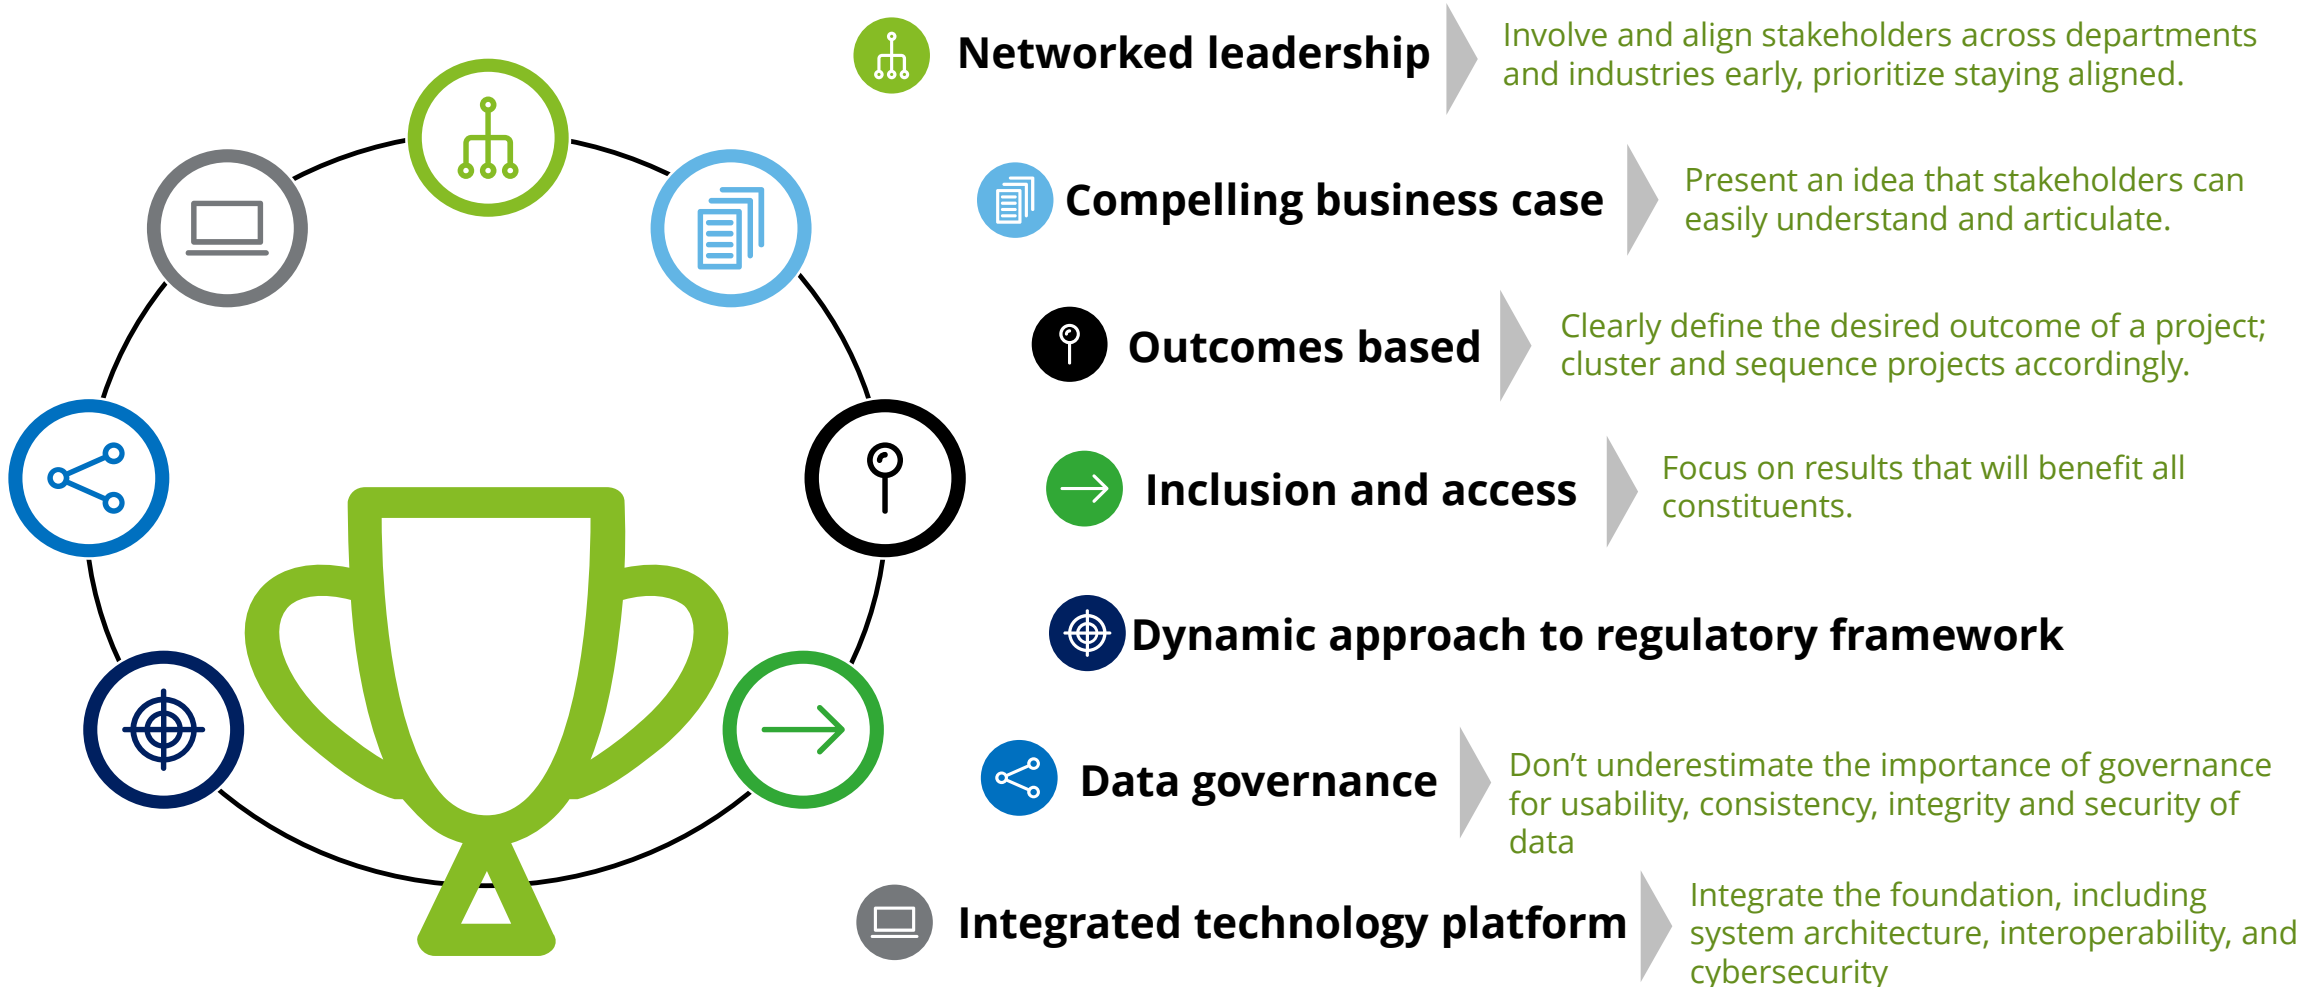 Networked leadership
Involve and align stakeholders across departments
and industries early, prioritize staying aligned.
Compelling business case
Present an idea that stakeholders can
easily understand and articulate.
Outcomes based
Clearly define the desired outcome of a project;
cluster and sequence projects accordingly.
Inclusion and access
Focus on results that will benefit all
constituents.
Dynamic approach to regulatory framework
Data governance
Don’t underestimate the importance of governance
for usability, consistency, integrity and security of
data
Integrated technology platform
Integrate the foundation, including
system architecture, interoperability, and
cybersecurity